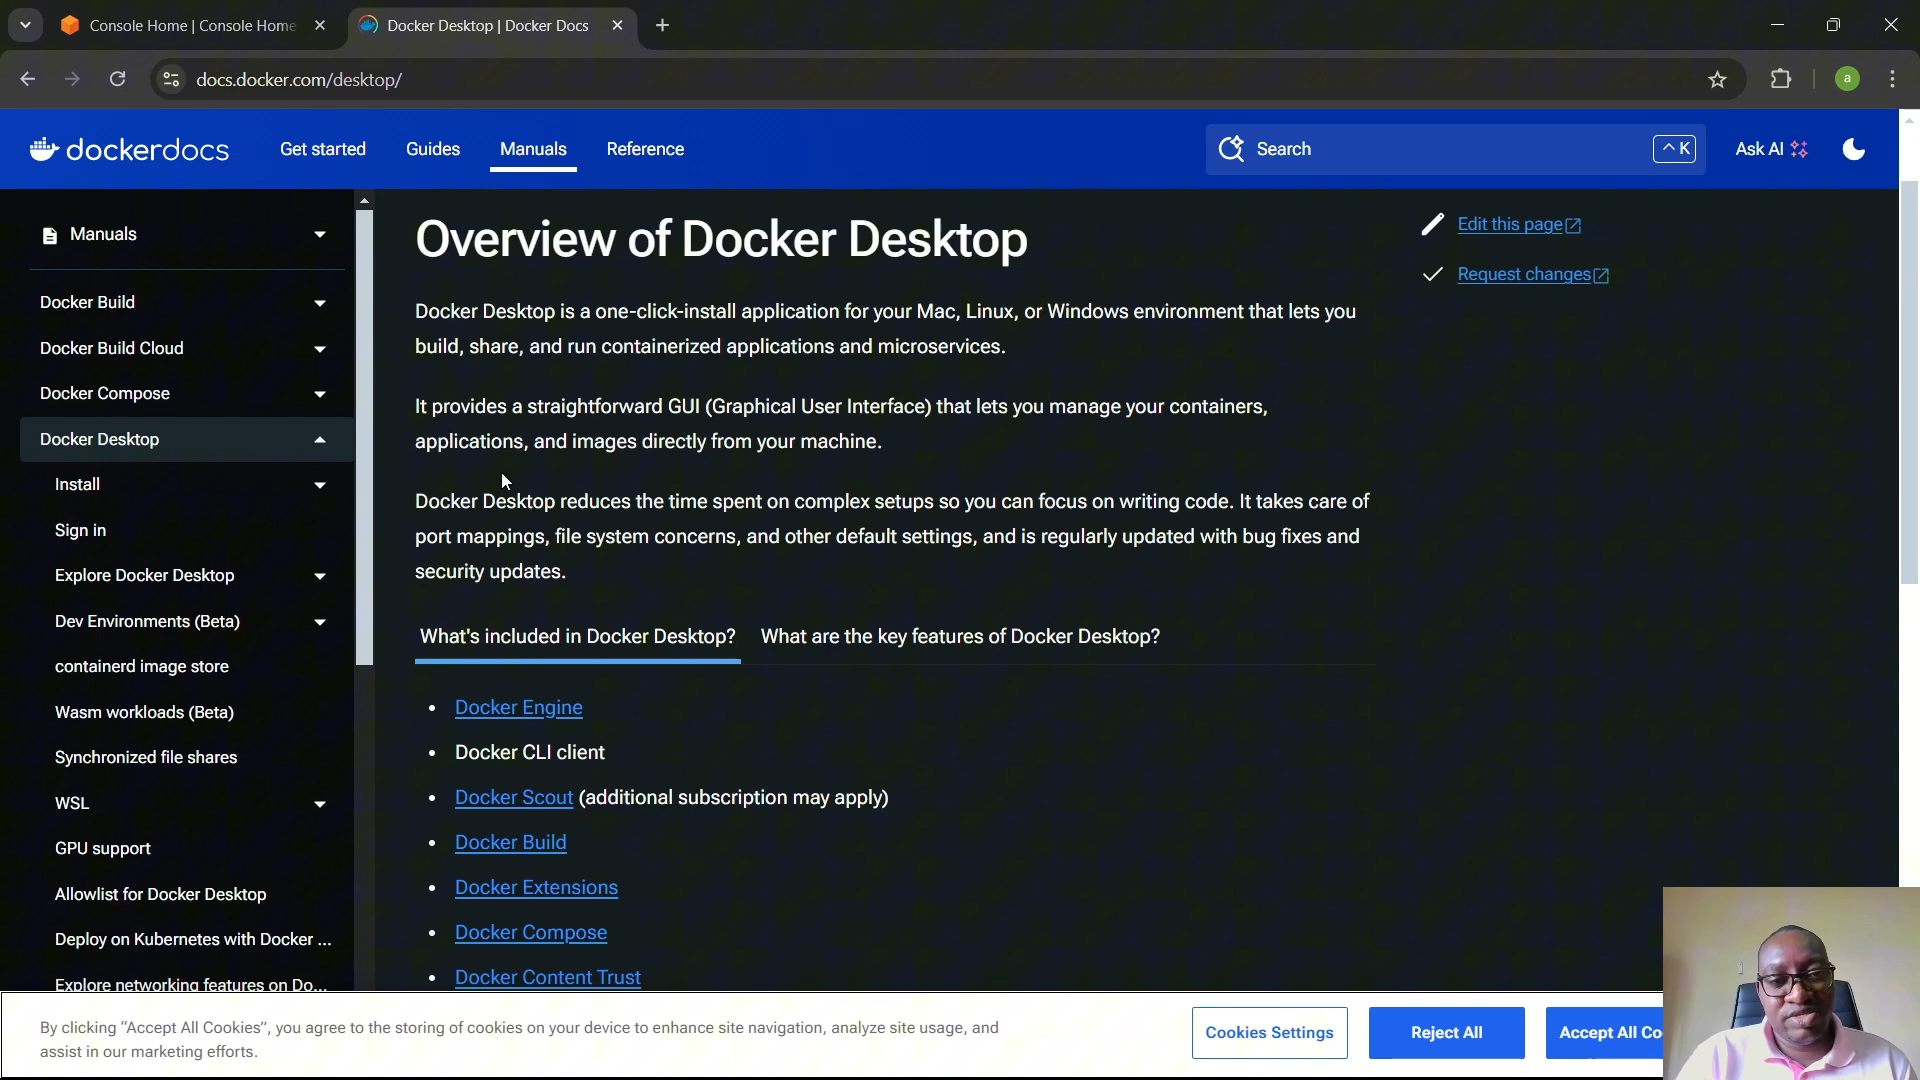 Console Home | Console Home
Docker Desktop | Docker Docs
docs.docker.com/desktop/
a
dockerdocs
Get started
Guides
Manuals
Reference
Search
^ K
Ask AI
Manuals
Docker Build
Docker Build Cloud
Docker Compose
Docker Desktop
Install
Sign in
Explore Docker Desktop
Dev Environments (Beta)
containerd image store
Wasm workloads (Beta)
Synchronized file shares
WSL
GPU support
Allowlist for Docker Desktop
Deploy on Kubernetes with Docker ...
Explore networking features on Do...
Overview of Docker Desktop
Docker Desktop is a one-click-install application for your Mac, Linux, or Windows environment that lets you
build, share, and run containerized applications and microservices.
It provides a straightforward GUI (Graphical User Interface) that lets you manage your containers,
applications, and images directly from your machine.
Docker Desktop reduces the time spent on complex setups so you can focus on writing code. It takes care of
port mappings, file system concerns, and other default settings, and is regularly updated with bug fixes and
security updates.
What's included in Docker Desktop?
What are the key features of Docker Desktop?
• Docker Engine
• Docker CLI client
• Docker Scout (additional subscription may apply)
• Docker Build
• Docker Extensions
• Docker Compose
• Docker Content Trust
Edit this page
Request changes
By clicking “Accept All Cookies”, you agree to the storing of cookies on your device to enhance site navigation, analyze site usage, and
assist in our marketing efforts.
Cookies Settings
Reject All
Accept All Co